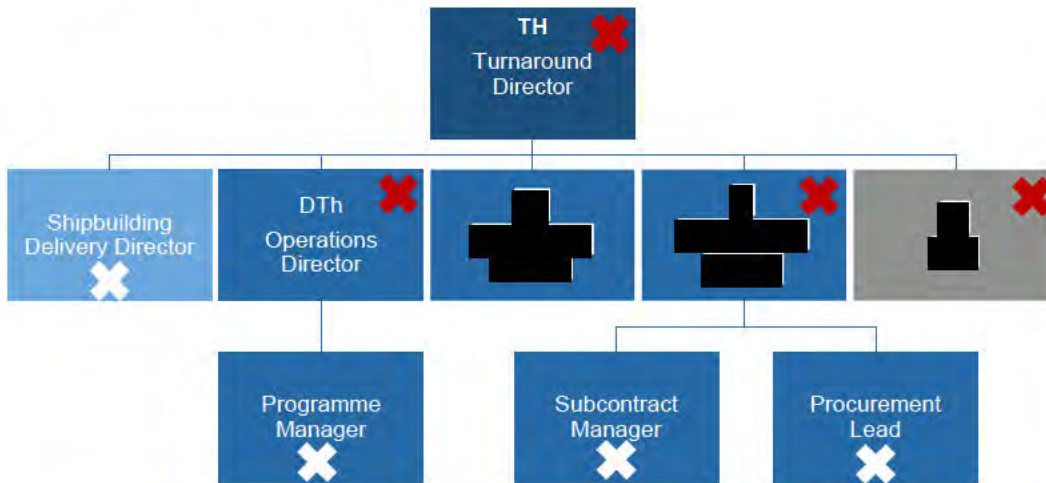 TH
Turnaround
Director
Shipbuilding
Delivery Director
DTh
Operations
Director
Programme
Manager
Subcontract
Manager
Procurement
Lead